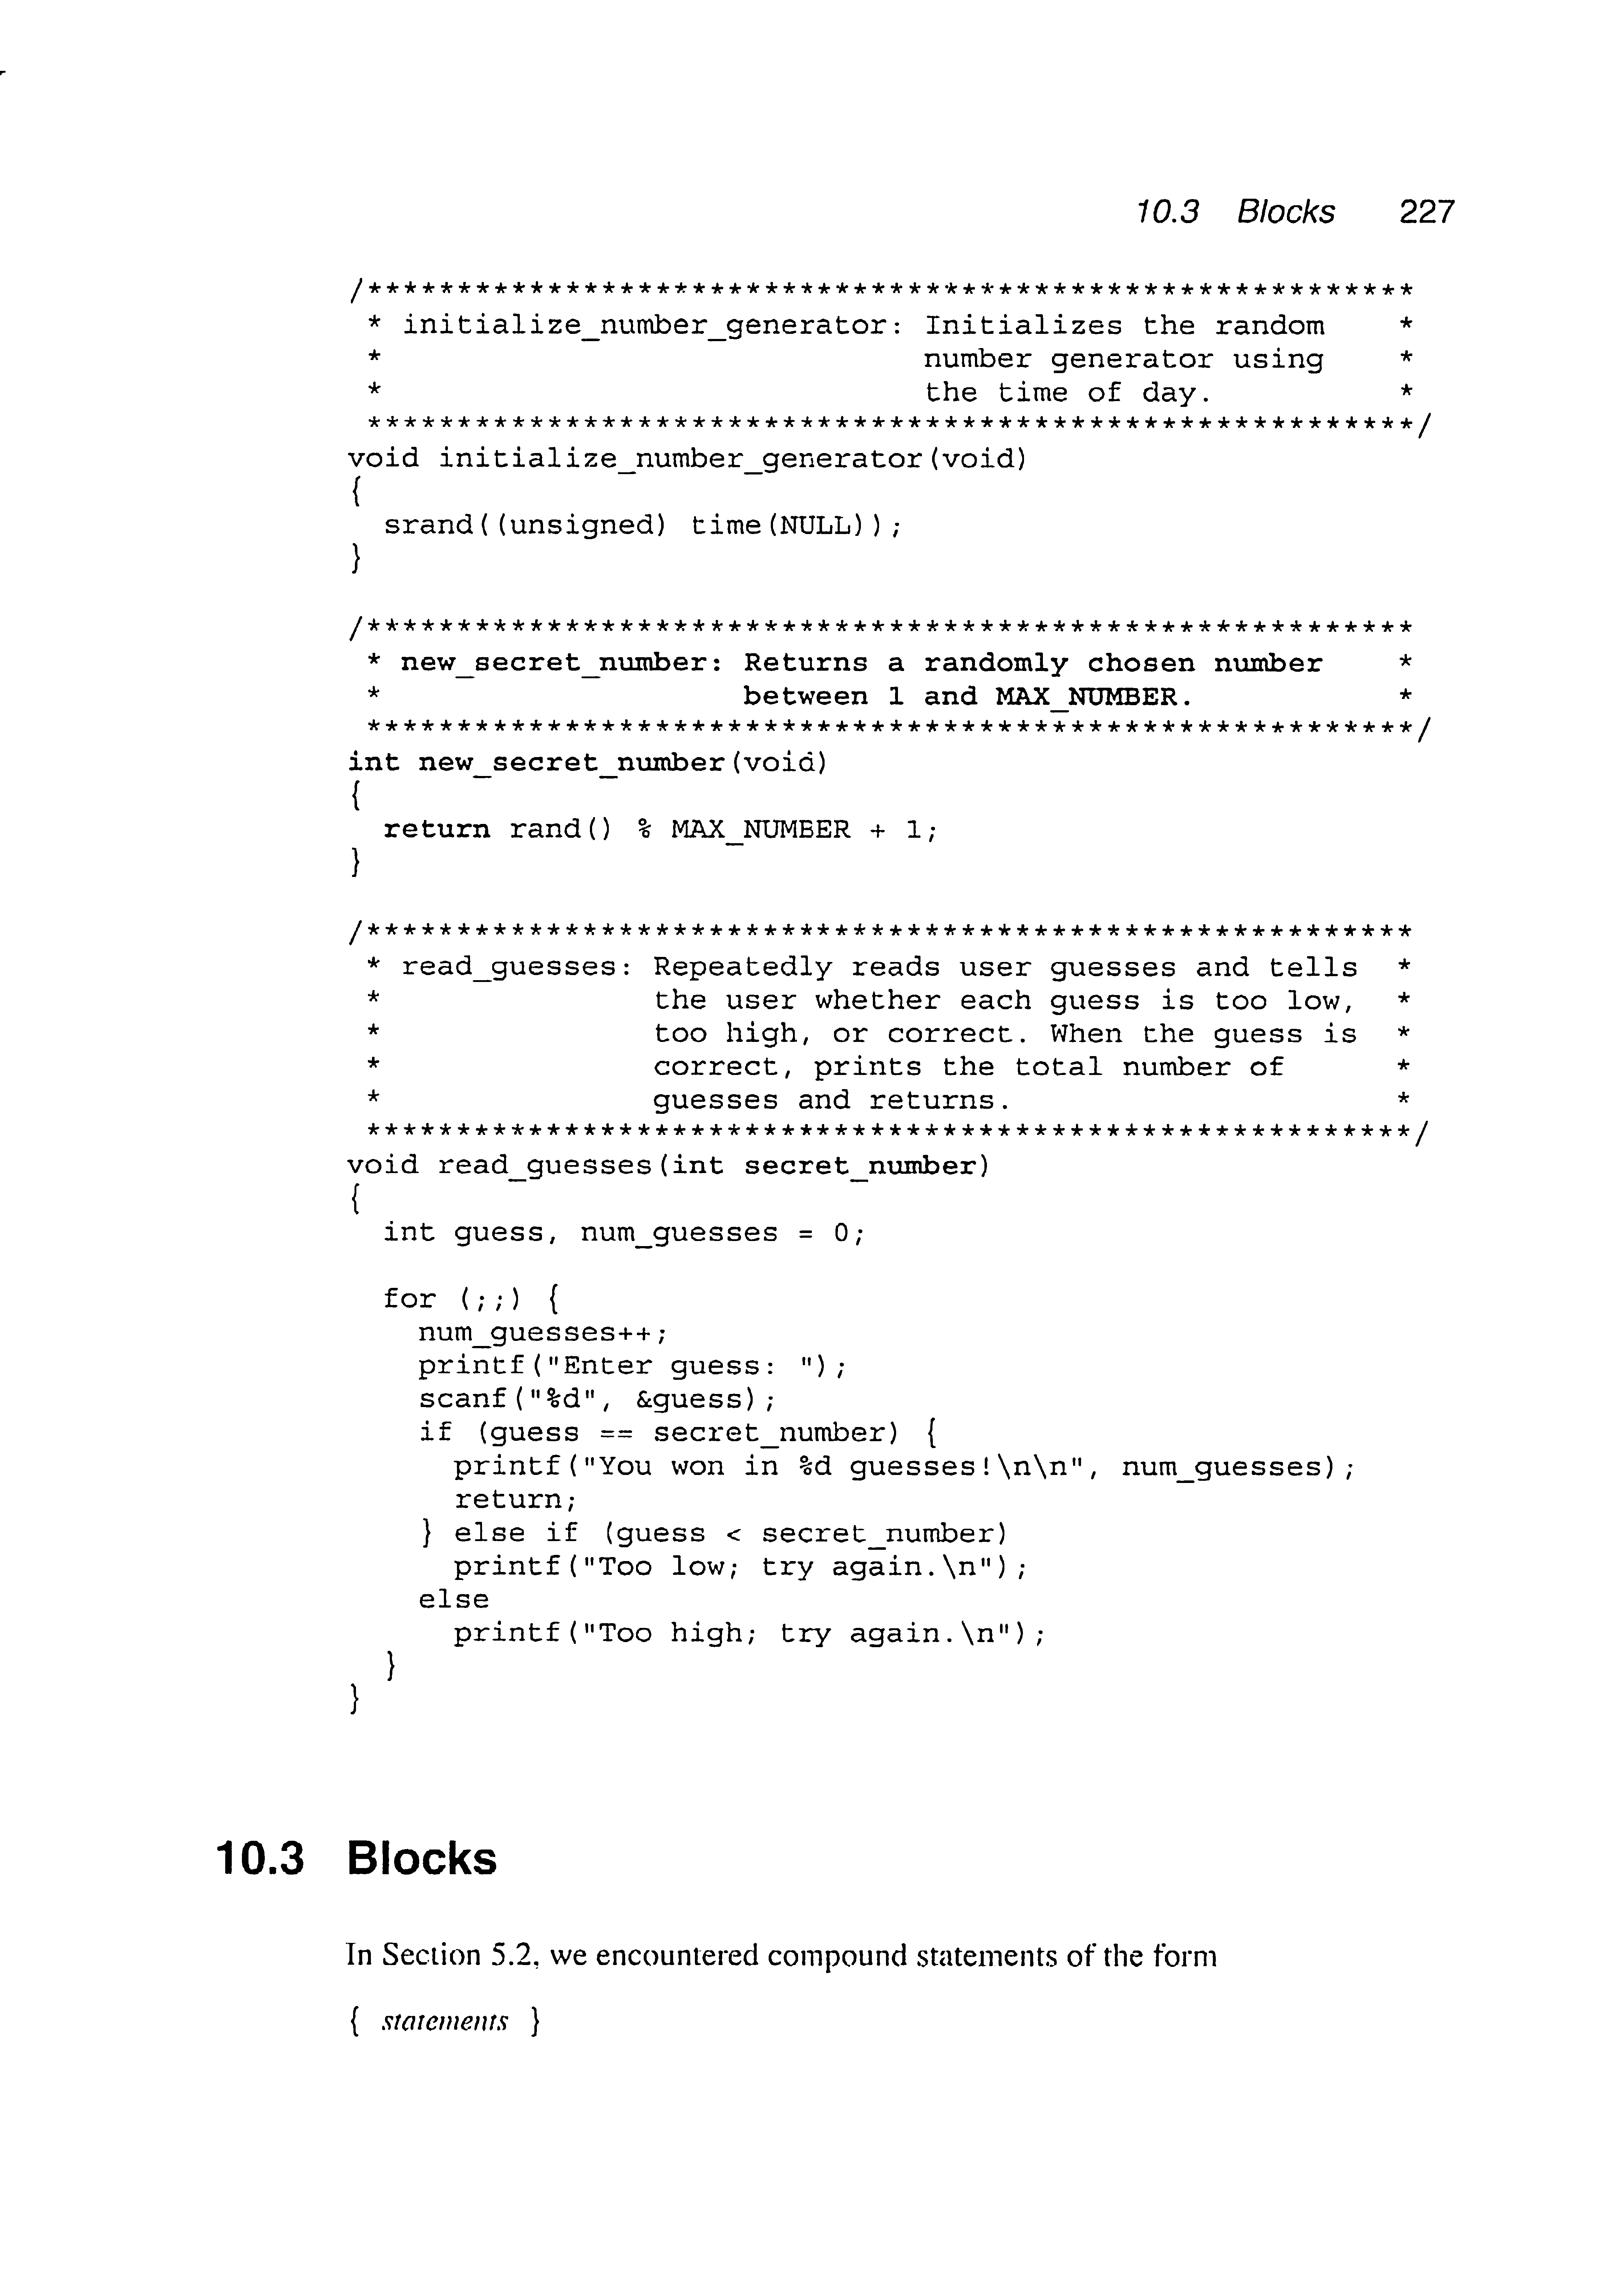 10.3 Blocks 227
/**********************************************************
 * initialize_number_generator: Initializes the random    *
 *                              number generator using    *
 *                              the time of day.          *
 **********************************************************/
void initialize_number_generator(void)
{
  srand((unsigned) time(NULL));
}
/**********************************************************
 * new_secret_number: Returns a randomly chosen number    *
 *                    between 1 and MAX_NUMBER.           *
 **********************************************************/
int new_secret_number(void)
{
  return rand() % MAX_NUMBER + 1;
}
/**********************************************************
 * read_guesses: Repeatedly reads user guesses and tells  *
 *               the user whether each guess is too low,  *
 *               too high, or correct. When the guess is  *
 *               correct, prints the total number of      *
 *               guesses and returns.                     *
 **********************************************************/
void read_guesses(int secret_number)
{
  int guess, num_guesses = 0;
  for (;;) {
    num_guesses++;
    printf("Enter guess: ");
    scanf("%d", &guess);
    if (guess == secret_number) {
      printf("You won in %d guesses!\n\n", num_guesses);
      return;
    } else if (guess < secret_number)
      printf("Too low; try again.\n");
    else
      printf("Too high; try again.\n");
  }
}
10.3 Blocks
In Section 5.2, we encountered compound statements of the form
{ statements }